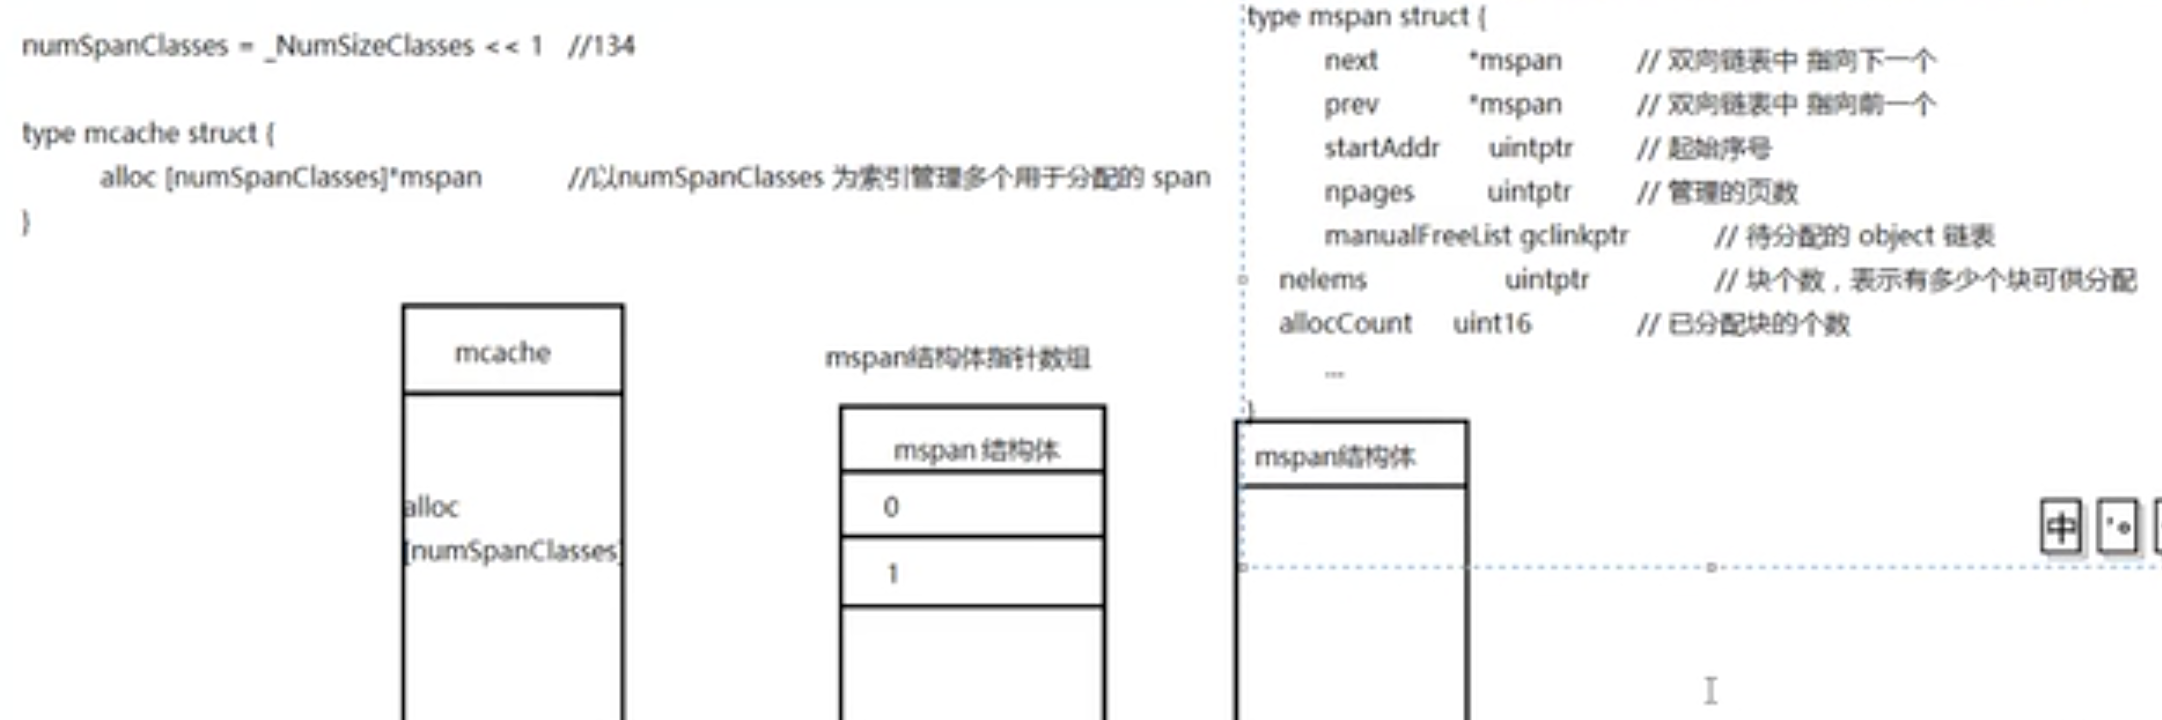 numSpanClasses = _NumSizeClasses << 1 //134
type mcache struct {
alloc [numSpanClasses]*mspan //以numSpanClasses 为索引管理多个用于分配的 span
}
type mspan struct {
next *mspan // 双向链表中 指向下一个
prev *mspan // 双向链表中 指向前一个
startAddr uintptr // 起始序号
npages uintptr // 管理的页数
manualFreeList gclinkptr // 待分配的 object 链表
nelems uintptr // 块个数，表示有多少个块可供分配
allocCount uint16 // 已分配块的个数
...
}
mcache
alloc
[numSpanClasses]
mspan结构体指针数组
mspan 结构体
0
1
mspan结构体
中